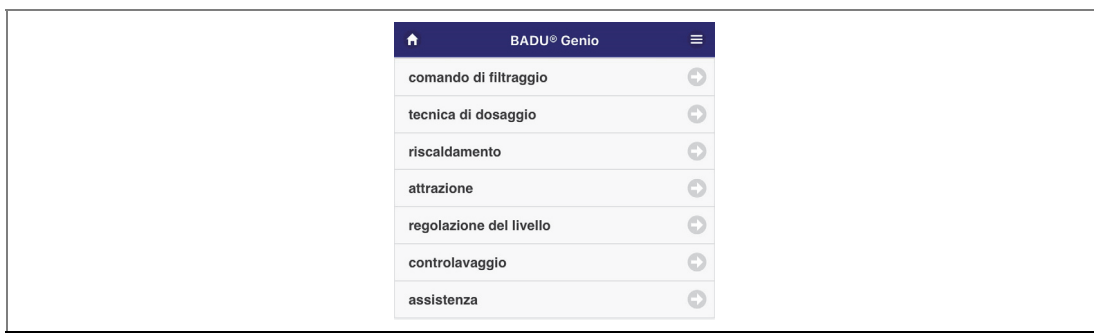 BADU® Genio
comando di filtraggio
tecnica di dosaggio
riscaldamento
attrazione
regolazione del livello
controlavaggio
assistenza